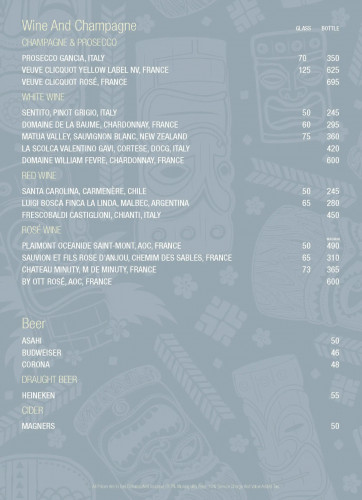 Wine And Champagne GLASS BOTTLE
CHAMPAGNE & PROSECCO
PROSECCO GANCIA, ITALY 70 350
VEUVE CLICQUOT YELLOW LABEL NV, FRANCE 125 625
VEUVE CLICQUOT ROSÉ, FRANCE 695
WHITE WINE
SENTITO, PINOT GRIGIO, ITALY 50 245
DOMAINE DE LA BAUME, CHARDONNAY, FRANCE 60 295
MATUA VALLEY, SAUVIGNON BLANC, NEW ZEALAND 75 360
LA SCOLCA VALENTINO GAVI, CORTESE, DOCQ, ITALY 420
DOMAINE WILLIAM FEVRE, CHARDONNAY, FRANCE 600
RED WINE
SANTA CAROLINA, CARMENÈRE, CHILE 50 245
LUIGI BOSCA FINCA LA LINDA, MALBEC, ARGENTINA 65 280
FRESCOBALDI CASTIGLIONI, CHIANTI, ITALY 450
ROSÉ WINE
PLAIMONT OCEANIDE SAINT-MONT, AOC, FRANCE 50 400
SAUVION ET FILS ROSÉ D'ANJOU, CHEMIM DES SABLES, FRANCE 65 310
CHATEAU MINUTY, M DE MINUTY, FRANCE 73 365
BY OTT ROSÉ, AOC, FRANCE 600
Beer
ASAHI 50
BUDWEISER 46
CORONA 48
DRAUGHT BEER
HEINEKEN 55
CIDER
MAGNERS 50